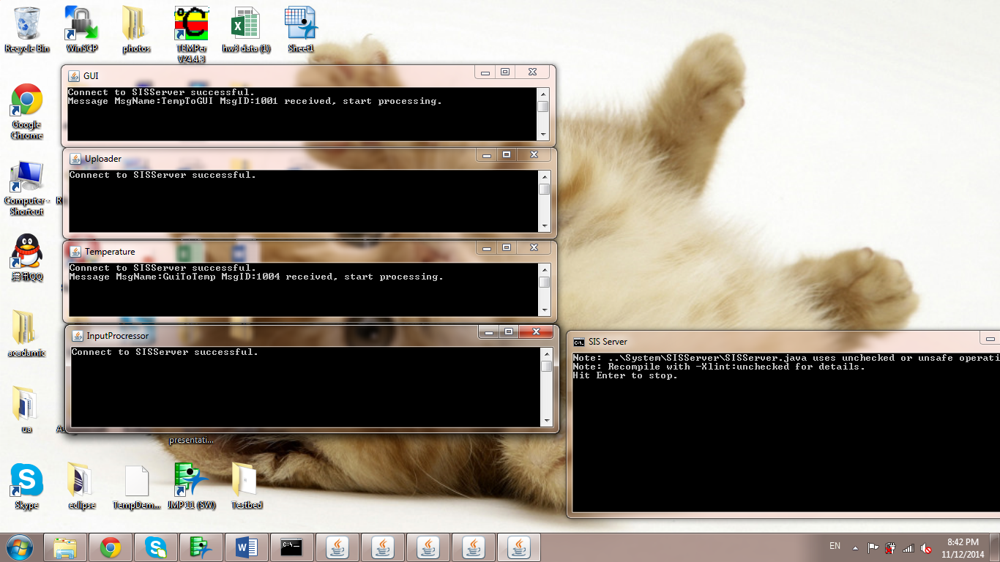 Recycle Bin
WinSCP
photos
TEMPer
V24.4.3
hw3 data (1)
Sheet1
Google
Chrome
Computer -
Shortcut
腾讯QQ
acadamic
ua
GUI
Connect to SISServer successful.
Message MsgName:TempToGUI MsgID:1001 received, start processing.
Uploader
Connect to SISServer successful.
Temperature
Connect to SISServer successful.
Message MsgName:GuiToTemp MsgID:1004 received, start processing.
InputProcressor
Connect to SISServer successful.
SIS Server
C:\.
Note: ..\System\SISServer\SISServer.java uses unchecked or unsafe operati
Note: Recompile with -Xlint:unchecked for details.
Hit Enter to stop.
presentati...
Skype
eclipse
TempDem...
JMP 11 (SW)
Testbed
EN
8:42 PM
11/12/2014